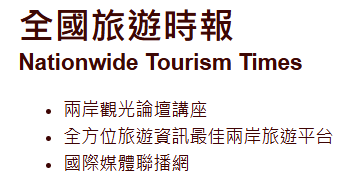 全國旅遊時報
Nationwide Tourism Times
• 兩岸觀光論壇講座
• 全方位旅遊資訊最佳兩岸旅遊平台
• 國際媒體聯播網